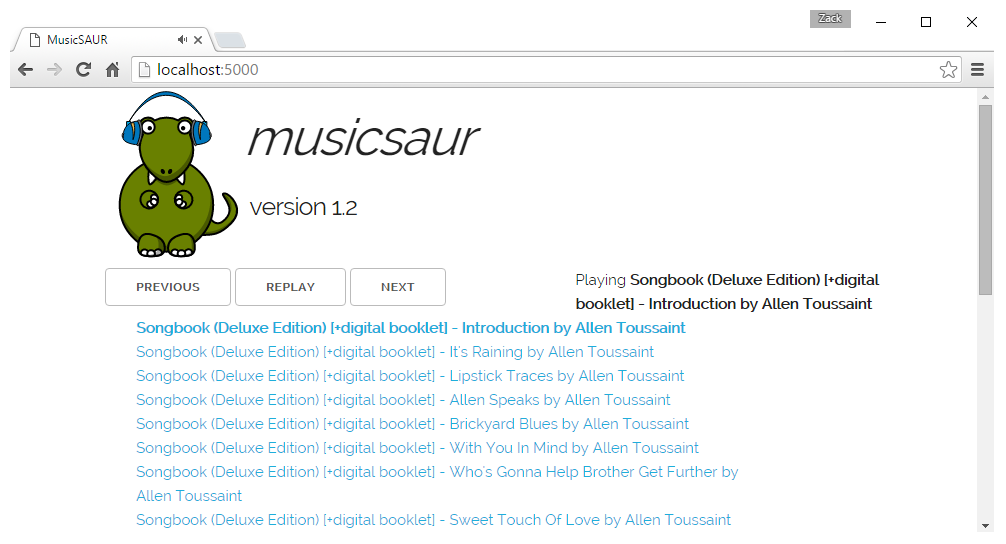 Zack
MusicSAUR
localhost:5000
musicsaur
version 1.2
PREVIOUS
REPLAY
NEXT
Playing Songbook (Deluxe Edition) [+digital
booklet] - Introduction by Allen Toussaint
Songbook (Deluxe Edition) [+digital booklet] - Introduction by Allen Toussaint
Songbook (Deluxe Edition) [+digital booklet] - It's Raining by Allen Toussaint
Songbook (Deluxe Edition) [+digital booklet] - Lipstick Traces by Allen Toussaint
Songbook (Deluxe Edition) [+digital booklet] - Allen Speaks by Allen Toussaint
Songbook (Deluxe Edition) [+digital booklet] - Brickyard Blues by Allen Toussaint
Songbook (Deluxe Edition) [+digital booklet] - With You In Mind by Allen Toussaint
Songbook (Deluxe Edition) [+digital booklet] - Who's Gonna Help Brother Get Further by
Allen Toussaint
Songbook (Deluxe Edition) [+digital booklet] - Sweet Touch Of Love by Allen Toussaint